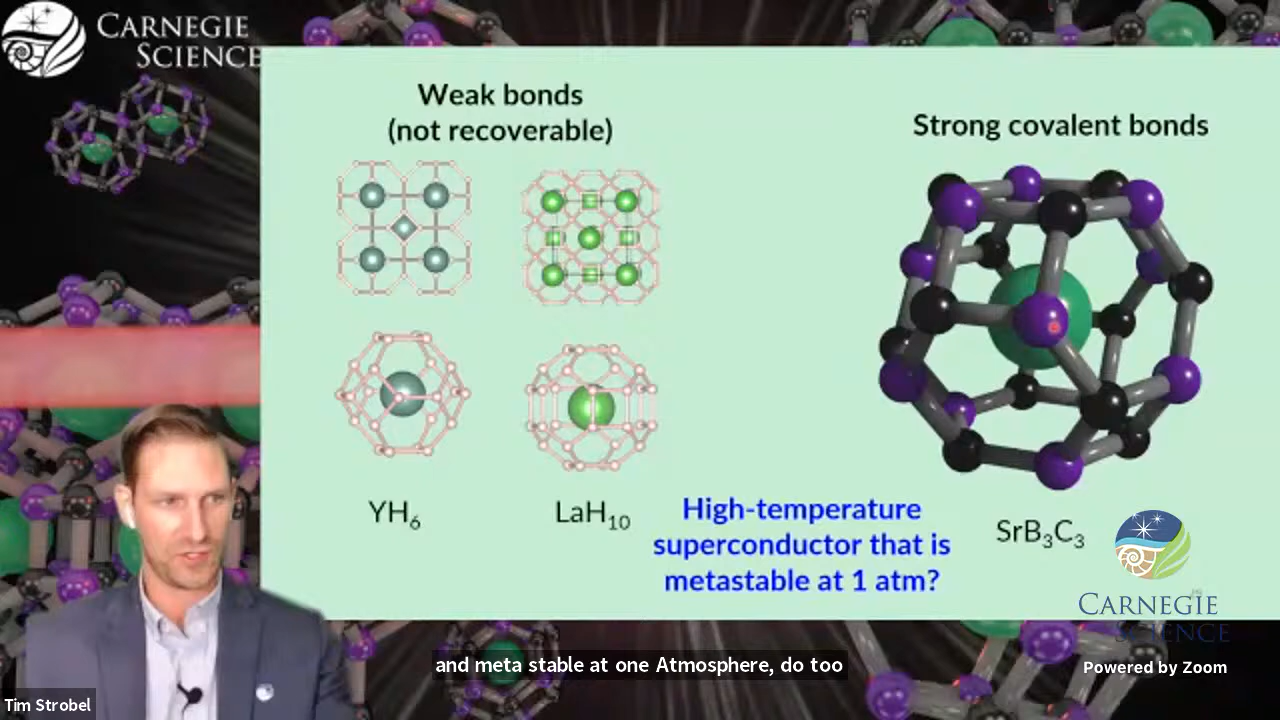 CARNEGIE
SCIENCE
Weak bonds
(not recoverable)
Strong covalent bonds
YH₆
LaH₁₀
High-temperature
superconductor that is
metastable at 1 atm?
SrB₃C₃
CARNEGIE
SCIENCE
and meta stable at one Atmosphere, do too
Powered by Zoom
Tim Strobel